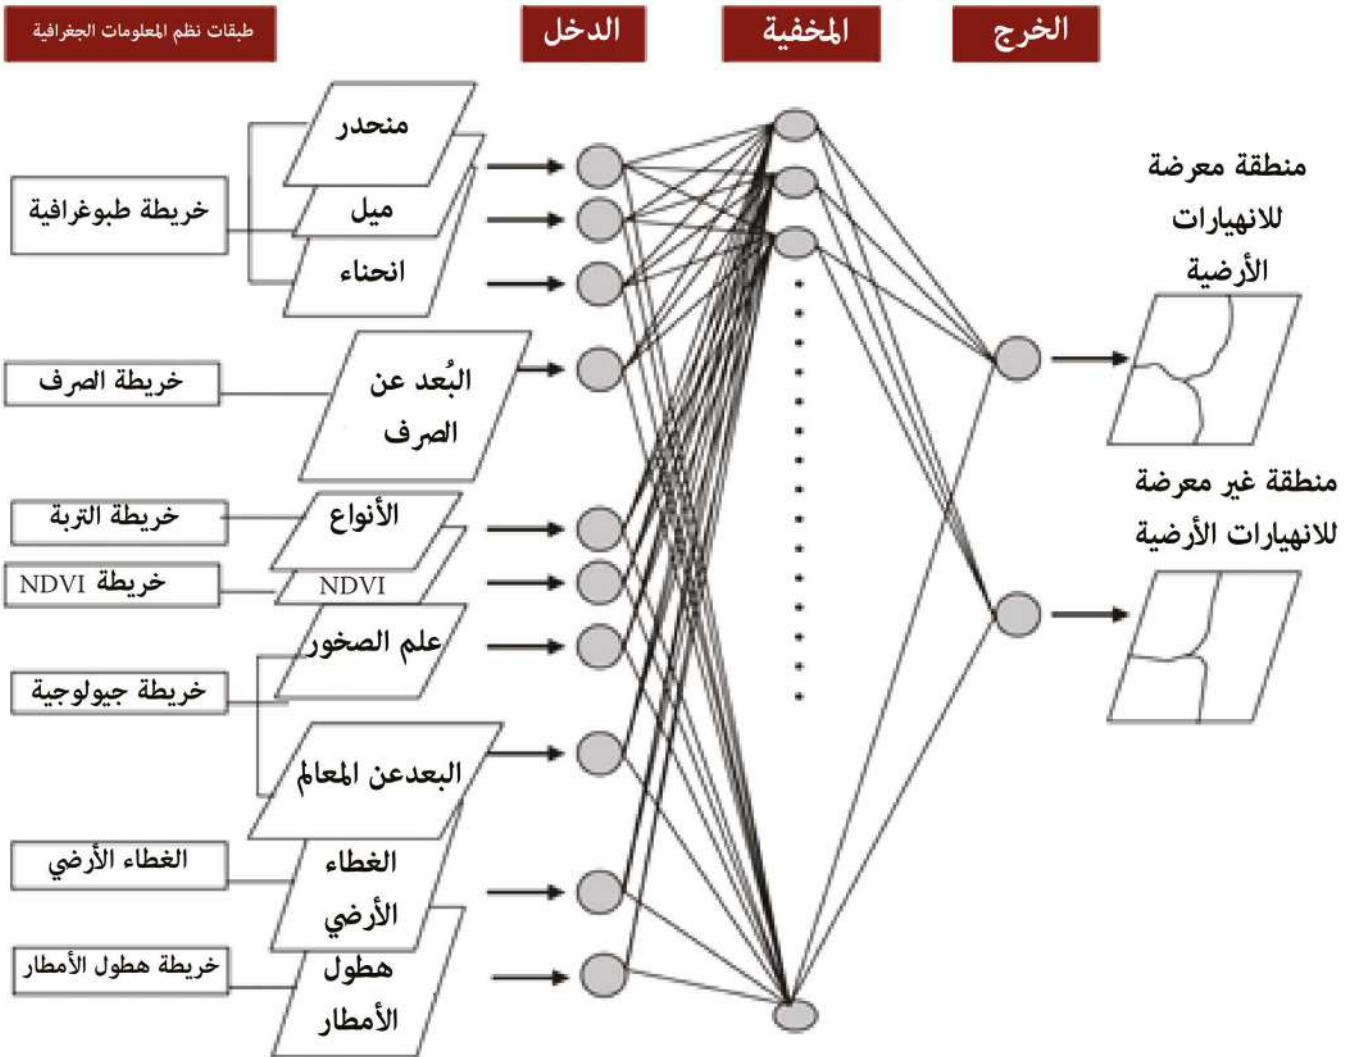 طبقات نظم المعلومات الجغرافية
الدخل
المخفية
الخرج
خريطة طبوغرافية
منحدر
ميل
انحناء
خريطة الصرف
البُعد عن
الصرف
خريطة التربة
الأنواع
خريطة NDVI
NDVI
خريطة جيولوجية
علم الصخور
البعدعن المعالم
الغطاء الأرضي
الغطاء
الأرضي
خريطة هطول الأمطار
هطول
الأمطار
منطقة معرضة
للانهيارات
الأرضية
منطقة غير معرضة
للانهيارات الأرضية